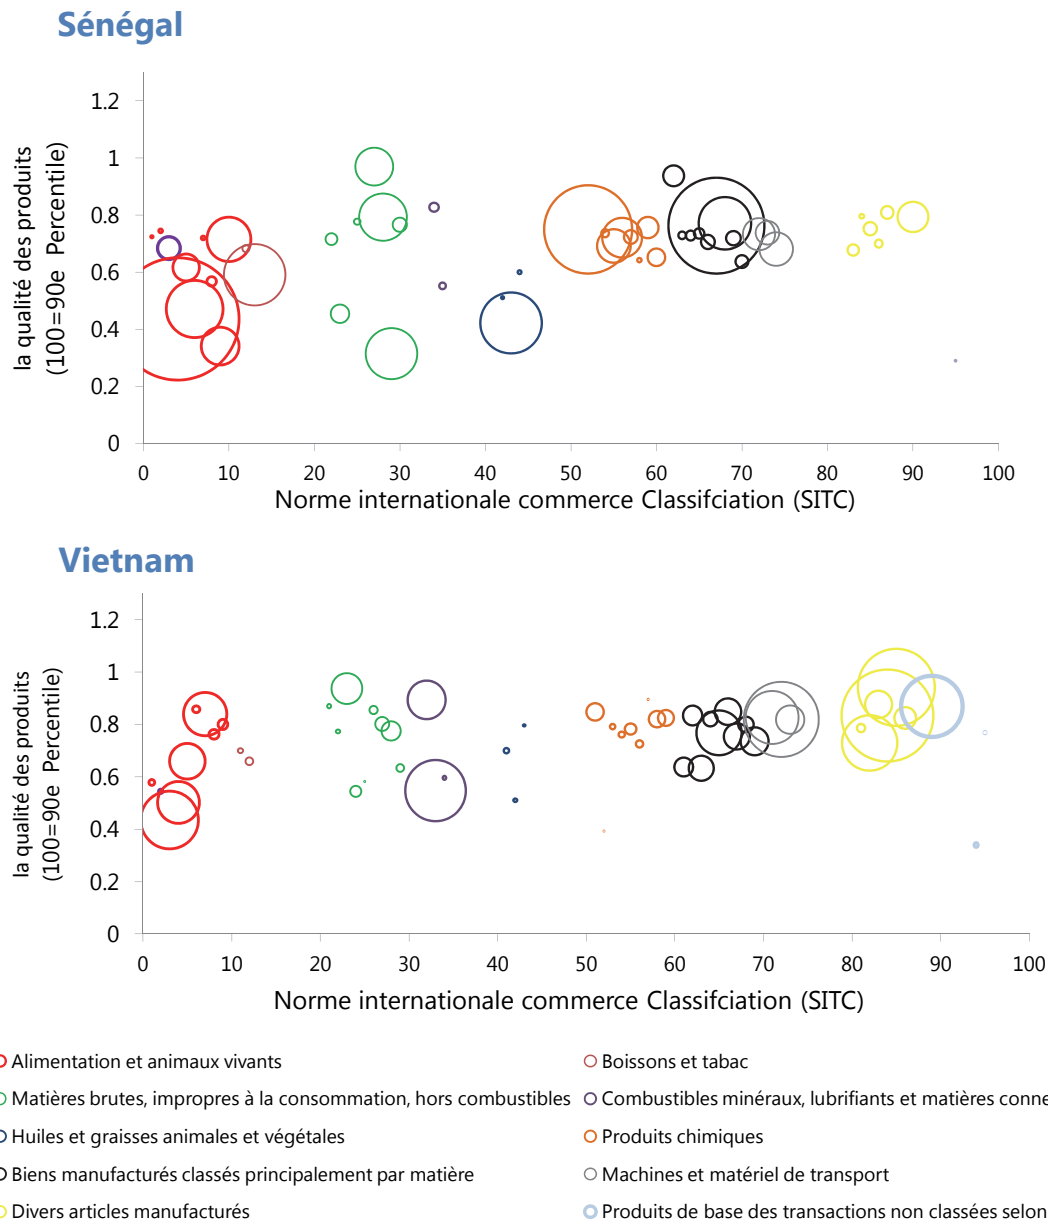 Sénégal
la qualité des produits
(100=90e Percentile)
1.2
1
0.8
0.6
0.4
0.2
0
0 10 20 30 40 50 60 70 80 90 100
Norme internationale commerce Classifciation (SITC)
Vietnam
la qualité des produits
(100=90e Percentile)
1.2
1
0.8
0.6
0.4
0.2
0
0 10 20 30 40 50 60 70 80 90 100
Norme internationale commerce Classifciation (SITC)
Alimentation et animaux vivants
Boissons et tabac
Matières brutes, impropres à la consommation, hors combustibles
Combustibles minéraux, lubrifiants et matières conne
Huiles et graisses animales et végétales
Produits chimiques
Biens manufacturés classés principalement par matière
Machines et matériel de transport
Divers articles manufacturés
Produits de base des transactions non classées selon